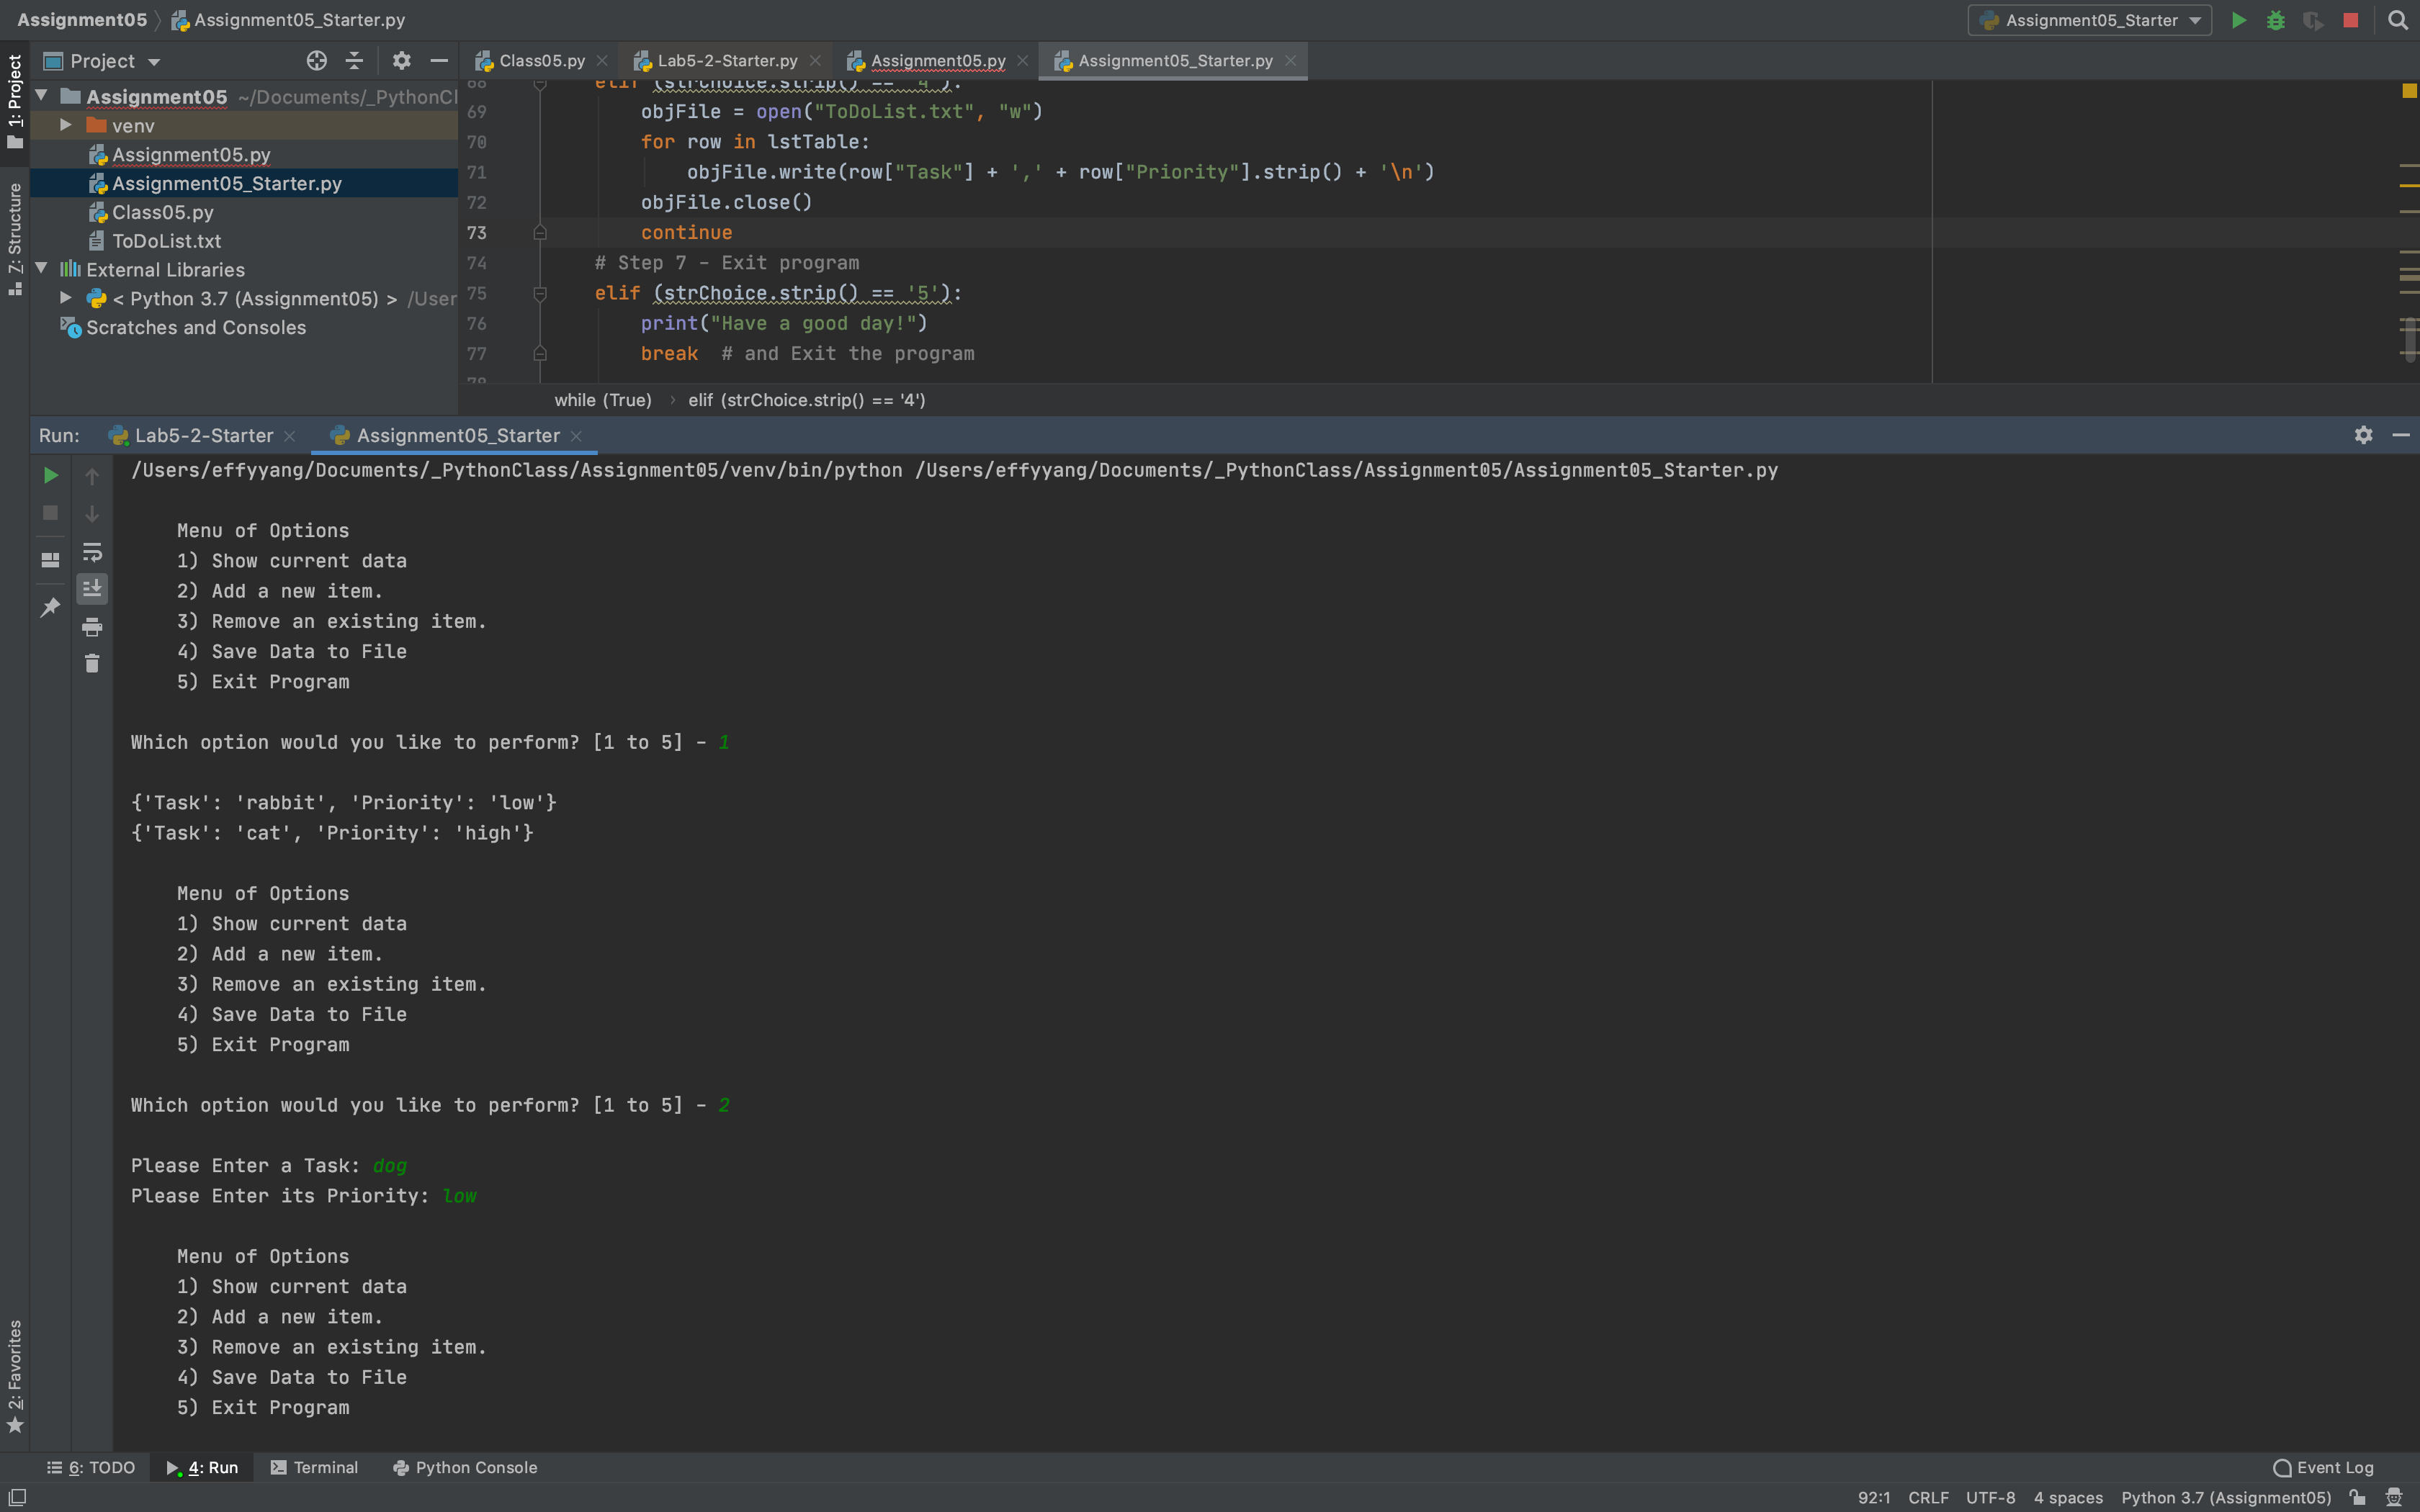 Assignment05 Assignment05_Starter.py Assignment05_Starter
1: Project
Project
Class05.py Lab5-2-Starter.py Assignment05.py Assignment05_Starter.py
Assignment05 ~/Documents/_PythonCl
venv
Assignment05.py
Assignment05_Starter.py
Class05.py
ToDoList.txt
External Libraries
< Python 3.7 (Assignment05) > /User
Scratches and Consoles
7: Structure
68 elif (strChoice.strip() == '4'):
69 objFile = open("ToDoList.txt", "w")
70 for row in lstTable:
71 objFile.write(row["Task"] + ',' + row["Priority"].strip() + '\n')
72 objFile.close()
73 continue
74 # Step 7 - Exit program
75 elif (strChoice.strip() == '5'):
76 print("Have a good day!")
77 break # and Exit the program
78
while (True) elif (strChoice.strip() == '4')
Run: Lab5-2-Starter Assignment05_Starter
/Users/effyyang/Documents/_PythonClass/Assignment05/venv/bin/python /Users/effyyang/Documents/_PythonClass/Assignment05/Assignment05_Starter.py
Menu of Options
1) Show current data
2) Add a new item.
3) Remove an existing item.
4) Save Data to File
5) Exit Program
Which option would you like to perform? [1 to 5] - 1
{'Task': 'rabbit', 'Priority': 'low'}
{'Task': 'cat', 'Priority': 'high'}
Menu of Options
1) Show current data
2) Add a new item.
3) Remove an existing item.
4) Save Data to File
5) Exit Program
Which option would you like to perform? [1 to 5] - 2
Please Enter a Task: dog
Please Enter its Priority: low
Menu of Options
1) Show current data
2) Add a new item.
3) Remove an existing item.
4) Save Data to File
5) Exit Program
2: Favorites
6: TODO 4: Run Terminal Python Console Event Log
92:1 CRLF UTF-8 4 spaces Python 3.7 (Assignment05)